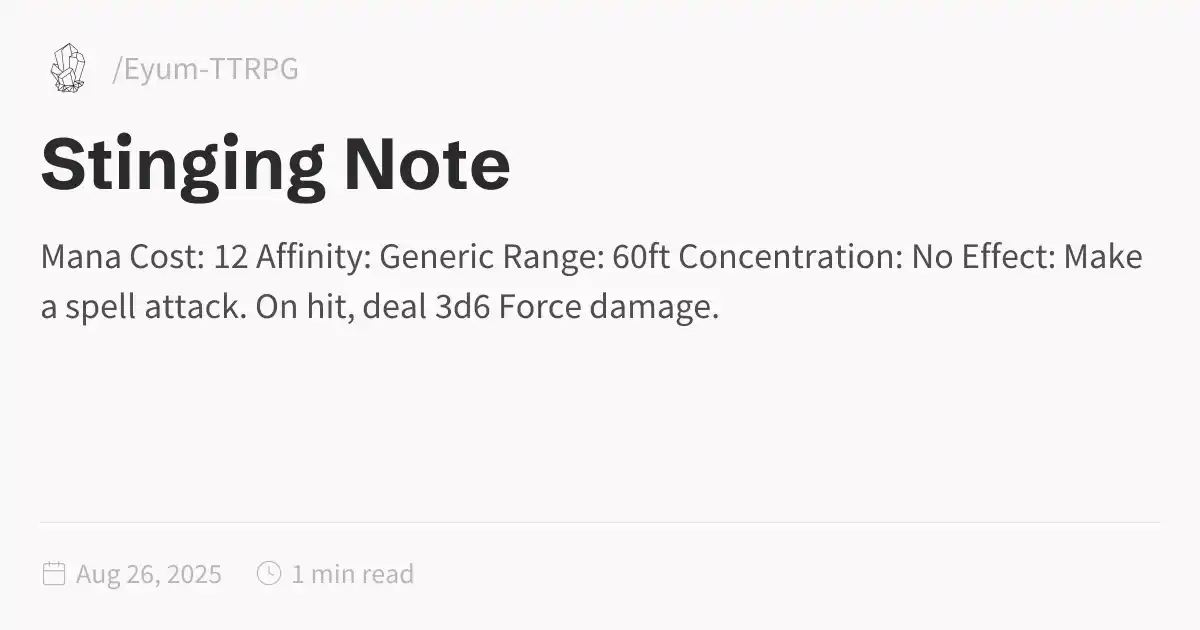 /Eyum-TTRPG
Stinging Note
Mana Cost: 12 Affinity: Generic Range: 60ft Concentration: No Effect: Make
a spell attack. On hit, deal 3d6 Force damage.
Aug 26, 2025 1 min read